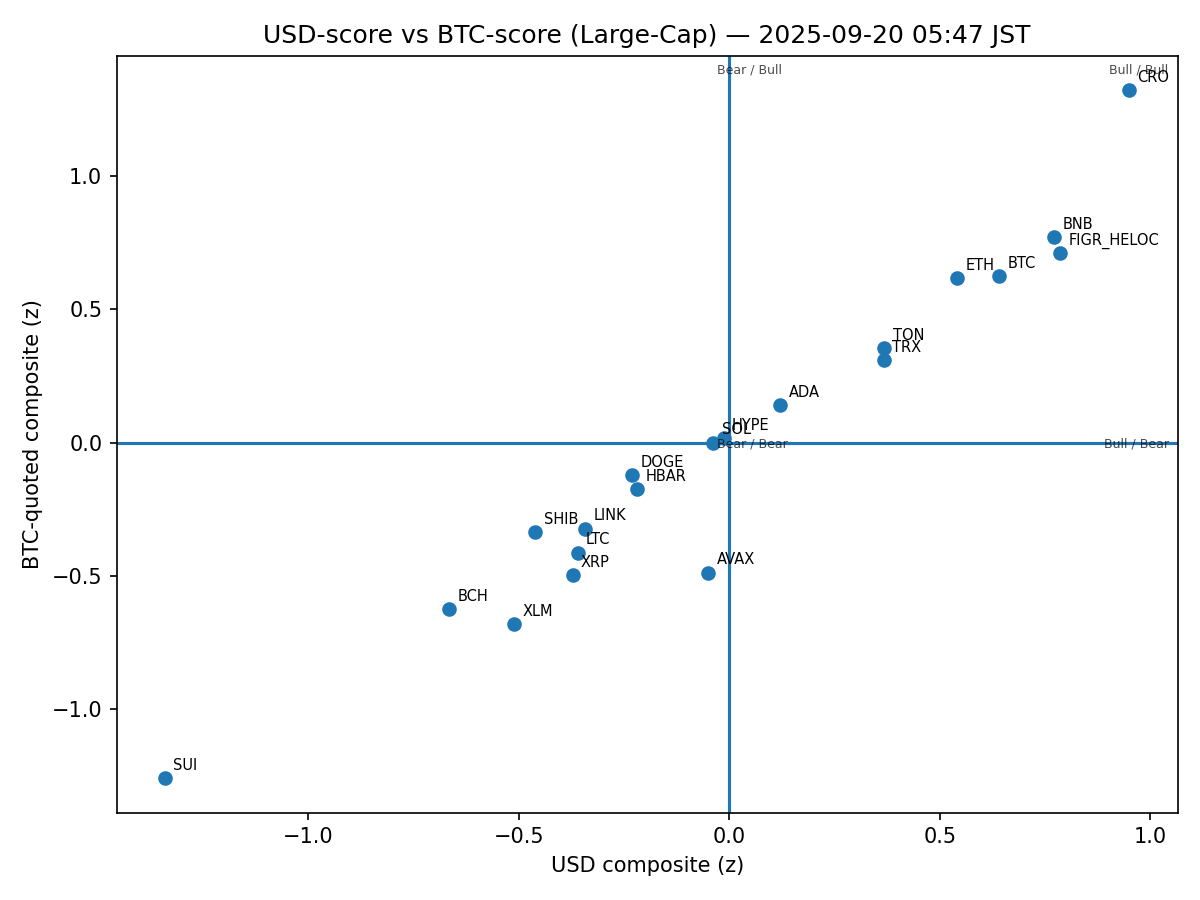 USD-score vs BTC-score (Large-Cap) — 2025-09-20 05:47 JST
Bear / Bull
Bull / Bull
CRO
1.0
BNB
FIGR_HELOC
ETH
BTC
0.5
TON
TRX
ADA
HYPE
SOL
0.0
Bear / Bear
Bull / Bear
DOGE
HBAR
SHIB
LINK
LTC
XRP
AVAX
−0.5
BCH
XLM
−1.0
SUI
BTC-quoted composite (z)
−1.0
−0.5
0.0
0.5
1.0
USD composite (z)